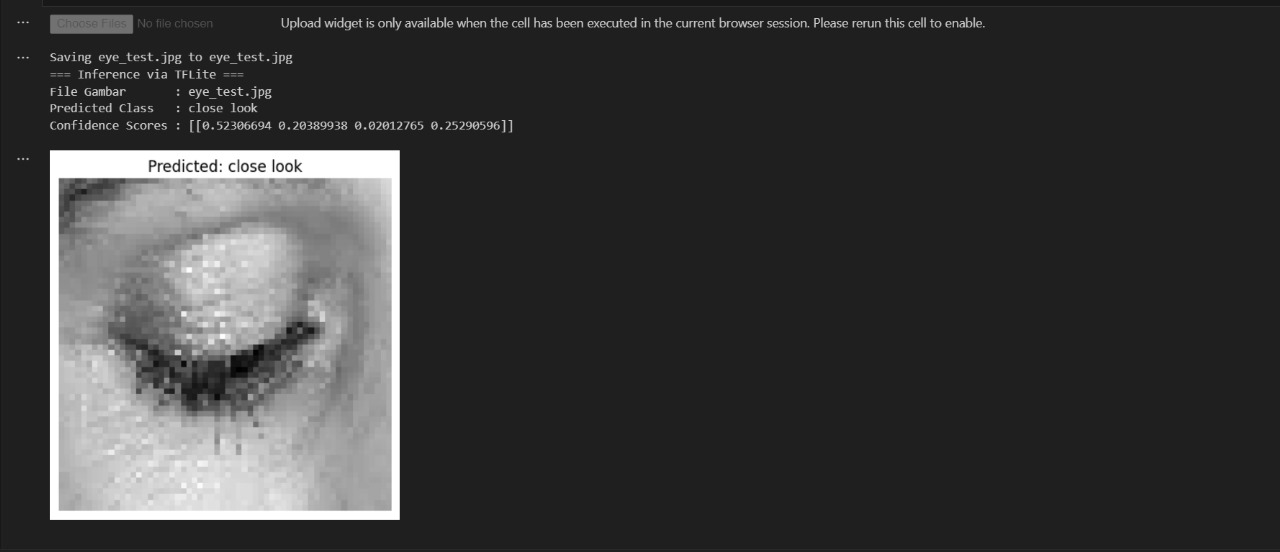 ... Choose Files No file chosen Upload widget is only available when the cell has been executed in the current browser session. Please rerun this cell to enable.
... Saving eye_test.jpg to eye_test.jpg
=== Inference via TFLite ===
File Gambar : eye_test.jpg
Predicted Class : close look
Confidence Scores : [[0.52306694 0.20389938 0.02012765 0.25290596]]
...
Predicted: close look